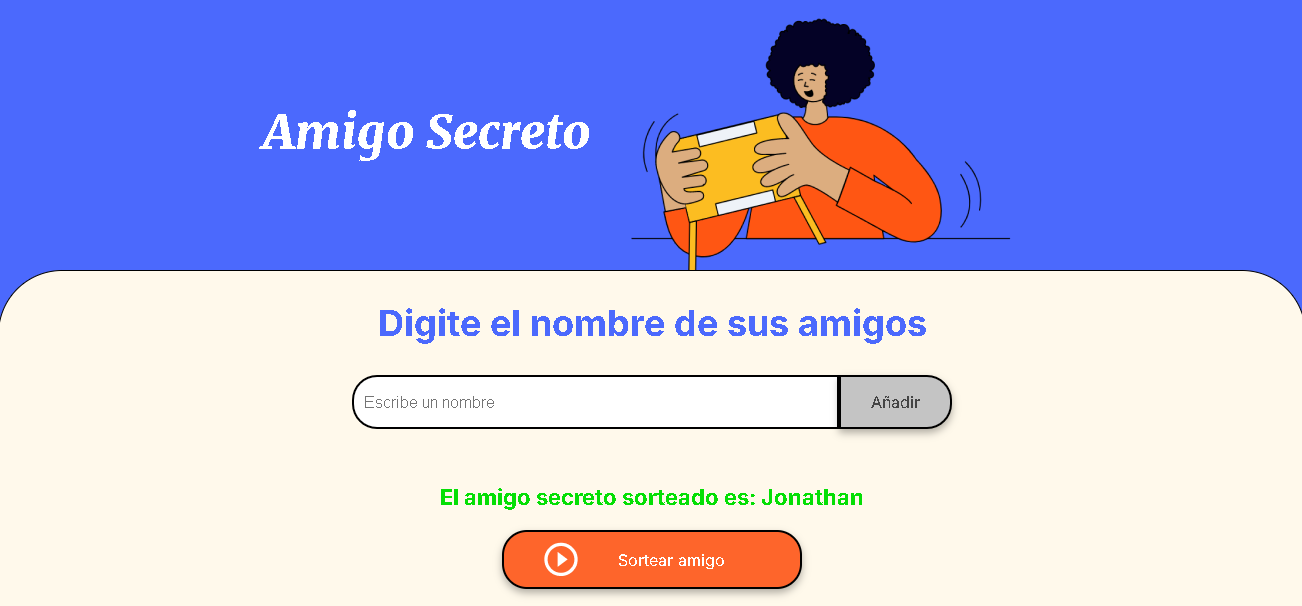 Amigo Secreto
Digite el nombre de sus amigos
Escribe un nombre
Añadir
El amigo secreto sorteado es: Jonathan
Sortear amigo